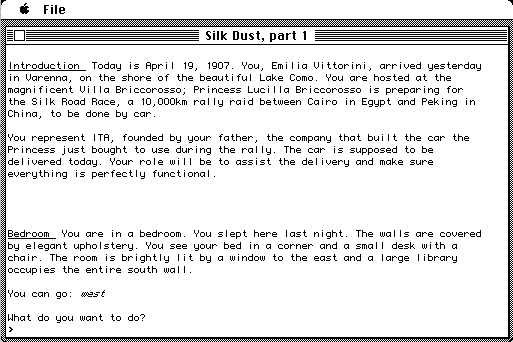 File
Silk Dust, part 1
Introduction Today is April 19, 1907. You, Emilia Vittorini, arrived yesterday
in Varenna, on the shore of the beautiful Lake Como. You are hosted at the
magnificent Villa Briccorosso; Princess Lucilla Briccorosso is preparing for
the Silk Road Race, a 10,000km rally raid between Cairo in Egypt and Peking in
China, to be done by car.
You represent ITA, founded by your father, the company that built the car the
Princess just bought to use during the rally. The car is supposed to be
delivered today. Your role will be to assist the delivery and make sure
everything is perfectly functional.
Bedroom You are in a bedroom. You slept here last night. The walls are covered
by elegant upholstery. You see your bed in a corner and a small desk with a
chair. The room is brightly lit by a window to the east and a large library
occupies the entire south wall.
You can go: west
What do you want to do?
>